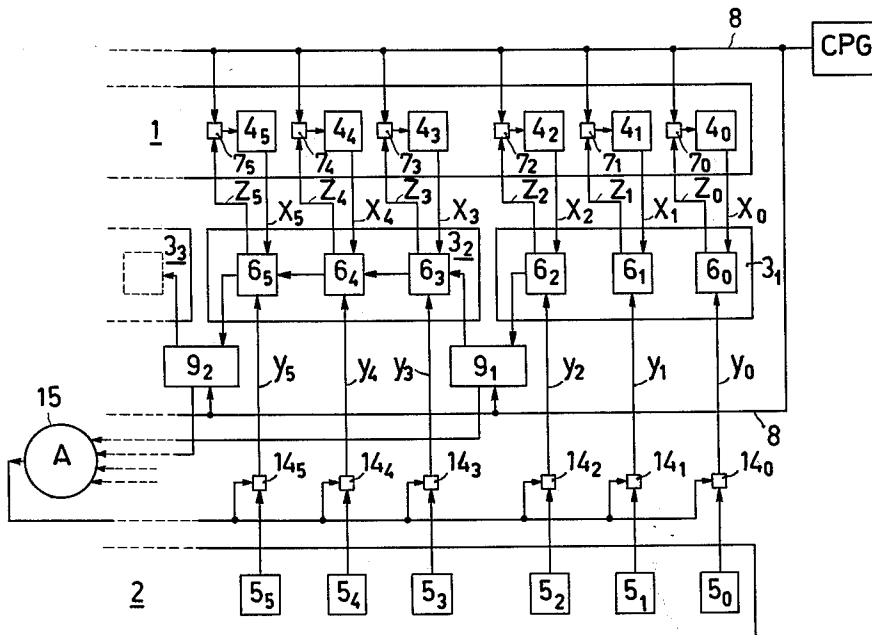 8 CPG
1 4₅ 4₄ 4₃ 4₂ 4₁ 4₀
7₅ 7₄ 7₃ 7₂ 7₁ 7₀
Z₅ Z₄ Z₃ Z₂ Z₁ Z₀
X₅ X₄ X₃ X₂ X₁ X₀
3₃ 6₅ 6₄ 6₃ 3₂ 6₂ 6₁ 6₀ 3₁
9₂ y₅ y₄ y₃ 9₁ y₂ y₁ y₀
15 8
A 14₅ 14₄ 14₃ 14₂ 14₁ 14₀
2 5₅ 5₄ 5₃ 5₂ 5₁ 5₀